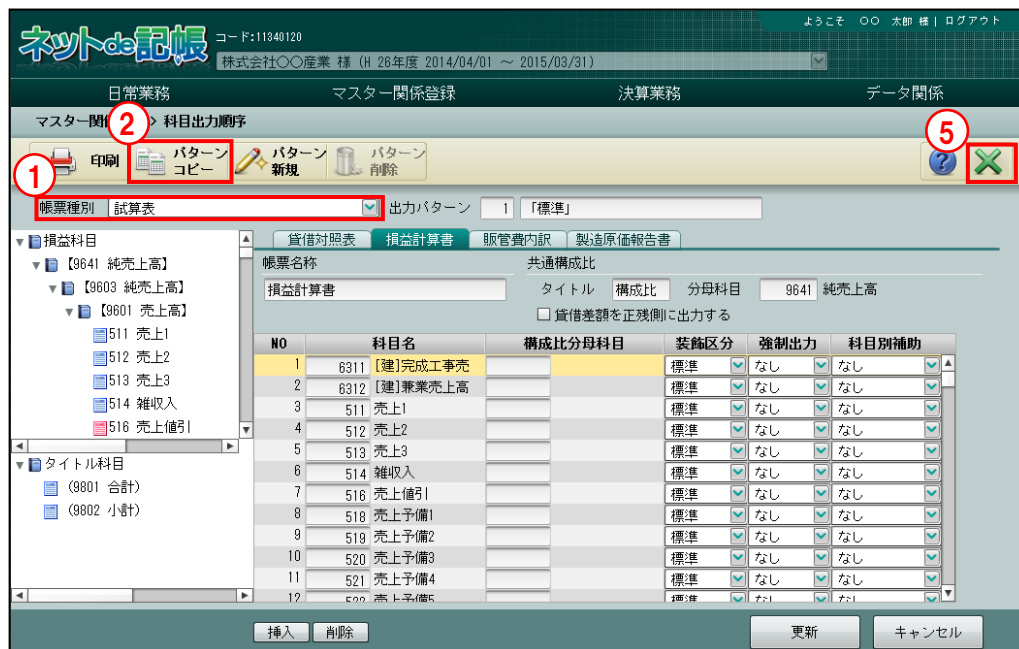 ようこそ 〇〇 太郎 様 | ログアウト
ネットde記帳 コード:11340120
株式会社〇〇産業 様 (H 26年度 2014/04/01 ～ 2015/03/31)
日常業務 マスター関係登録 決算業務 データ関係
マスター関係 > 科目出力順序
② ⑤
印刷 パターンコピー パターン新規 パターン削除 ?
①
帳票種別 試算表 出力パターン 1 「標準」
損益科目
【9641 純売上高】
【9603 純売上高】
【9601 売上高】
511 売上1
512 売上2
513 売上3
514 雑収入
516 売上値引
タイトル科目
(9801 合計)
(9802 小計)
貸借対照表 損益計算書 販管費内訳 製造原価報告書
帳票名称 共通構成比
損益計算書 タイトル 構成比 分母科目 9641 純売上高
貸借差額を正残側に出力する
NO 科目名 構成比分母科目 装飾区分 強制出力 科目別補助
1 6311 [建]完成工事売 標準 なし なし
2 6312 [建]兼業売上高 標準 なし なし
3 511 売上1 標準 なし なし
4 512 売上2 標準 なし なし
5 513 売上3 標準 なし なし
6 514 雑収入 標準 なし なし
7 516 売上値引 標準 なし なし
8 518 売上予備1 標準 なし なし
9 519 売上予備2 標準 なし なし
10 520 売上予備3 標準 なし なし
11 521 売上予備4 標準 なし なし
12 522 売上予備5 標準 なし なし
挿入 削除 更新 キャンセル